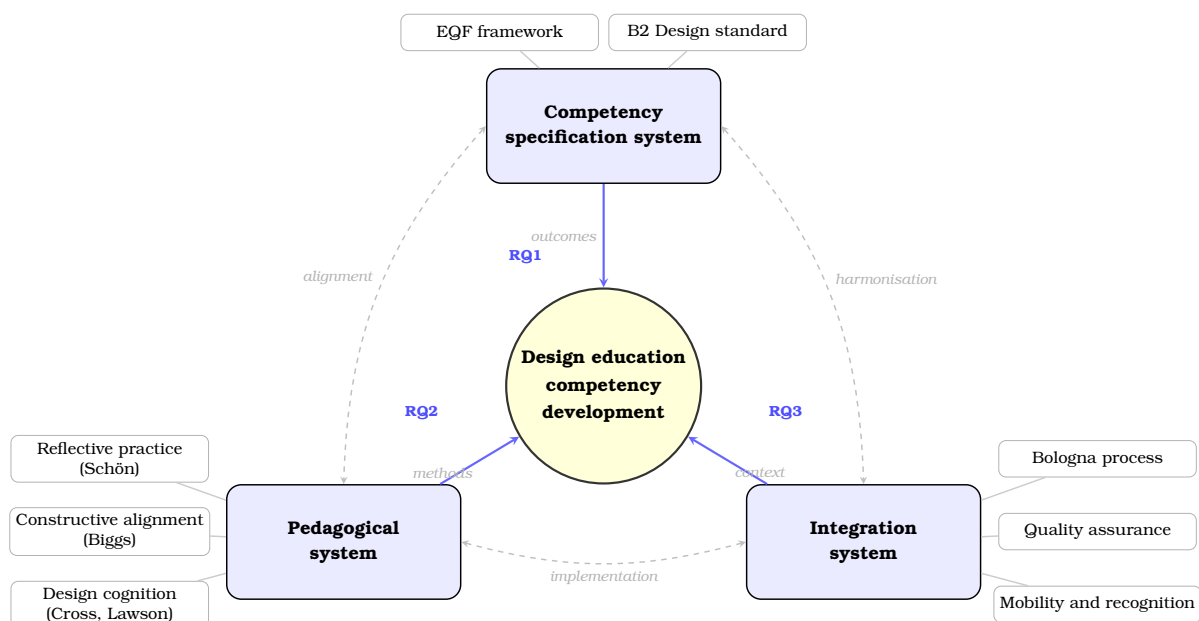 EQF framework
B2 Design standard
Competency
specification system
outcomes
RQ1
alignment
harmonisation
Design education
competency
development
RQ2
RQ3
methods
context
Reflective practice
(Schön)
Constructive alignment
(Biggs)
Design cognition
(Cross, Lawson)
Pedagogical
system
implementation
Integration
system
Bologna process
Quality assurance
Mobility and recognition